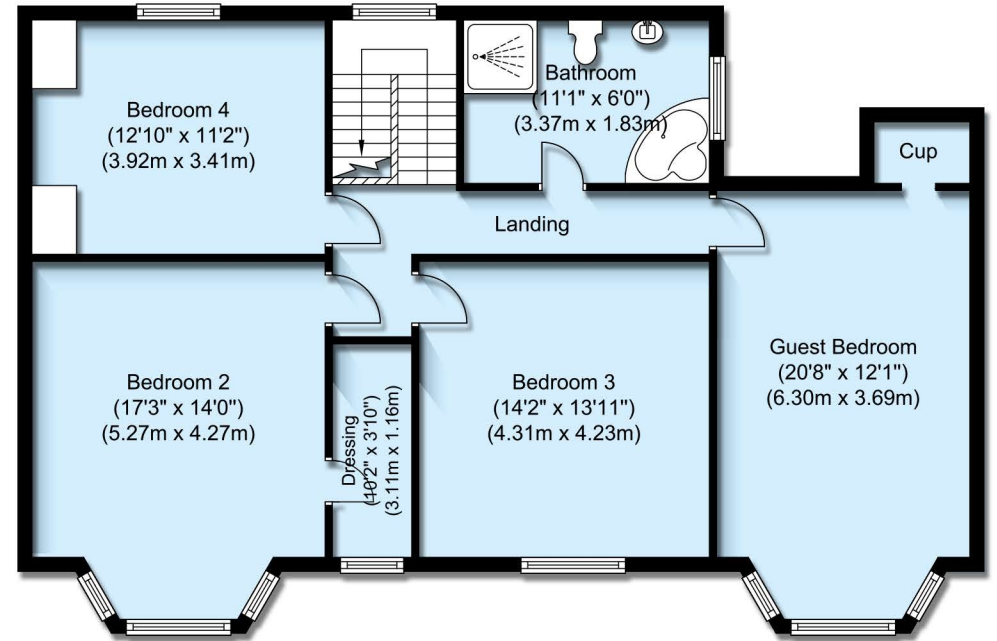 Bedroom 4
(12'10" x 11'2")
(3.92m x 3.41m)
Bathroom
(11'1" x 6'0")
(3.37m x 1.83m)
Cup
Landing
Bedroom 2
(17'3" x 14'0")
(5.27m x 4.27m)
Dressing
(10'2" x 3'10")
(3.11m x 1.16m)
Bedroom 3
(14'2" x 13'11")
(4.31m x 4.23m)
Guest Bedroom
(20'8" x 12'1")
(6.30m x 3.69m)